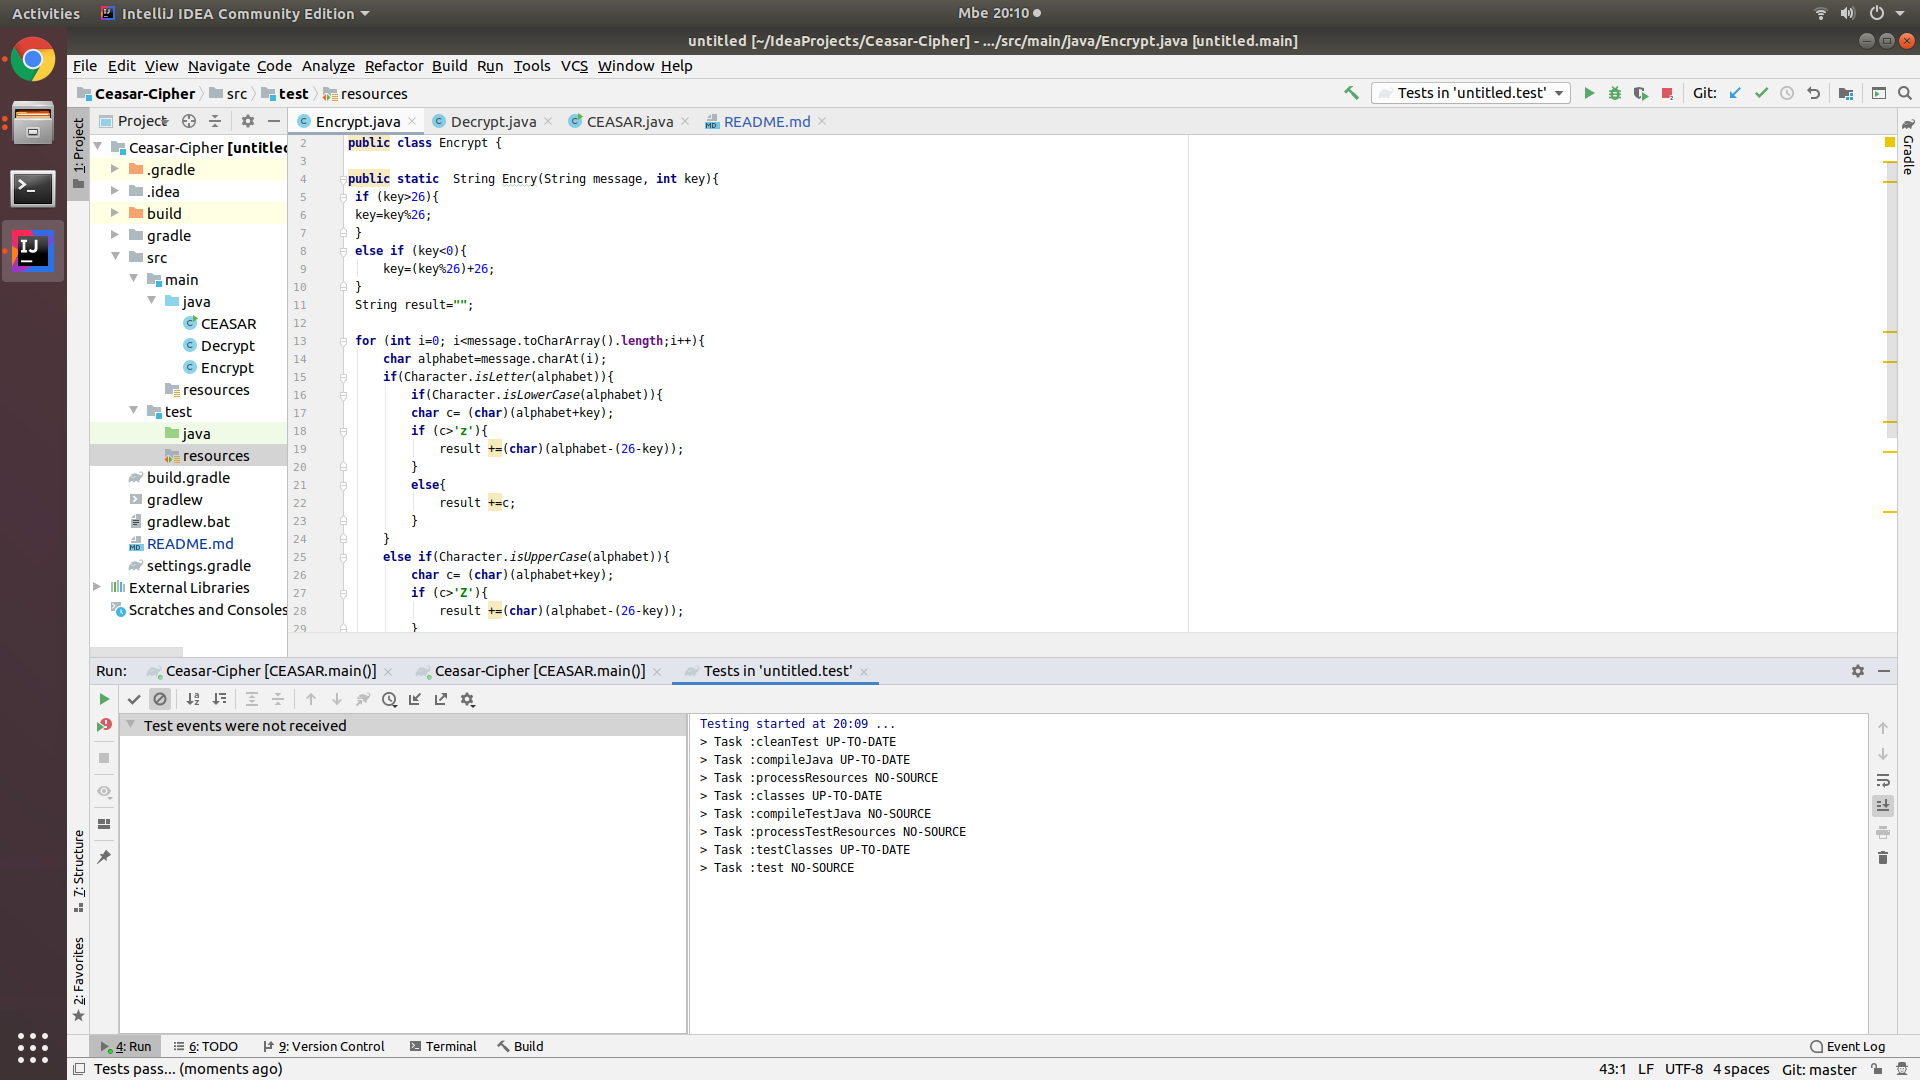 Activities
IntelliJ IDEA Community Edition
Mbe 20:10
untitled [~/IdeaProjects/Ceasar-Cipher] - .../src/main/java/Encrypt.java [untitled.main]
File Edit View Navigate Code Analyze Refactor Build Run Tools VCS Window Help
Ceasar-Cipher src test resources
Tests in 'untitled.test'
Git:
1: Project
Project
Encrypt.java
Decrypt.java
CEASAR.java
README.md
Gradle
Ceasar-Cipher [untitled
.gradle
.idea
build
gradle
src
main
java
CEASAR
Decrypt
Encrypt
resources
test
java
resources
build.gradle
gradlew
gradlew.bat
README.md
settings.gradle
External Libraries
Scratches and Consoles
2 public class Encrypt {
3
4 public static  String Encry(String message, int key){
5 if (key>26){
6 key=key%26;
7 }
8 else if (key<0){
9 key=(key%26)+26;
10 }
11 String result="";
12
13 for (int i=0; i<message.toCharArray().length;i++){
14 char alphabet=message.charAt(i);
15 if(Character.isLetter(alphabet)){
16 if(Character.isLowerCase(alphabet)){
17 char c= (char)(alphabet+key);
18 if (c>'z'){
19 result +=(char)(alphabet-(26-key));
20 }
21 else{
22 result +=c;
23 }
24 }
25 else if(Character.isUpperCase(alphabet)){
26 char c= (char)(alphabet+key);
27 if (c>'Z'){
28 result +=(char)(alphabet-(26-key));
29 }
Run:
Ceasar-Cipher [CEASAR.main()]
Ceasar-Cipher [CEASAR.main()]
Tests in 'untitled.test'
Test events were not received
Testing started at 20:09 ...
> Task :cleanTest UP-TO-DATE
> Task :compileJava UP-TO-DATE
> Task :processResources NO-SOURCE
> Task :classes UP-TO-DATE
> Task :compileTestJava NO-SOURCE
> Task :processTestResources NO-SOURCE
> Task :testClasses UP-TO-DATE
> Task :test NO-SOURCE
7: Structure
2: Favorites
4: Run
6: TODO
9: Version Control
Terminal
Build
Event Log
Tests pass... (moments ago)
43:1 LF UTF-8 4 spaces Git: master